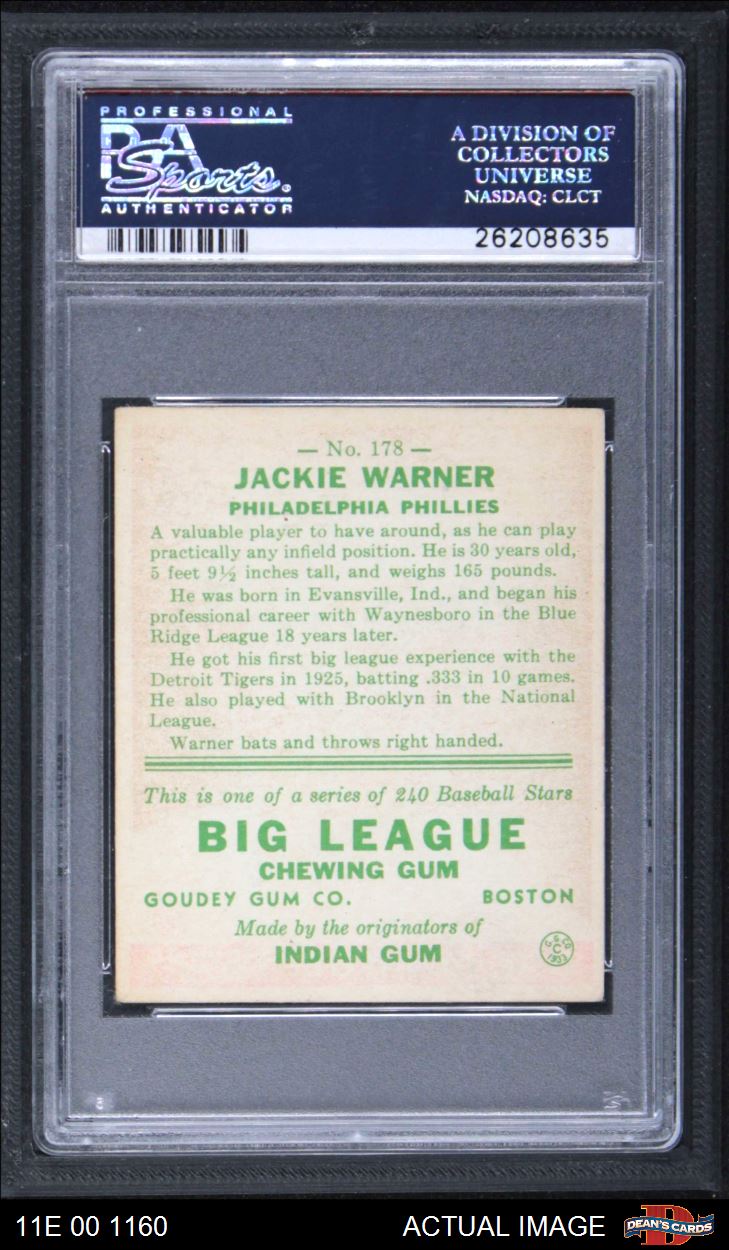 PROFESSIONAL
PSA
Sports
AUTHENTICATOR
A DIVISION OF
COLLECTORS
UNIVERSE
NASDAQ: CLCT
26208635
— No. 178 —
JACKIE WARNER
PHILADELPHIA PHILLIES
A valuable player to have around, as he can play
practically any infield position. He is 30 years old,
5 feet 9½ inches tall, and weighs 165 pounds.
He was born in Evansville, Ind., and began his
professional career with Waynesboro in the Blue
Ridge League 18 years later.
He got his first big league experience with the
Detroit Tigers in 1925, batting .333 in 10 games.
He also played with Brooklyn in the National
League.
Warner bats and throws right handed.
This is one of a series of 240 Baseball Stars
BIG LEAGUE
CHEWING GUM
GOUDEY GUM CO. BOSTON
Made by the originators of
INDIAN GUM
G. G. CO.
C
1933
11E 00 1160 ACTUAL IMAGE DEAN'S CARDS